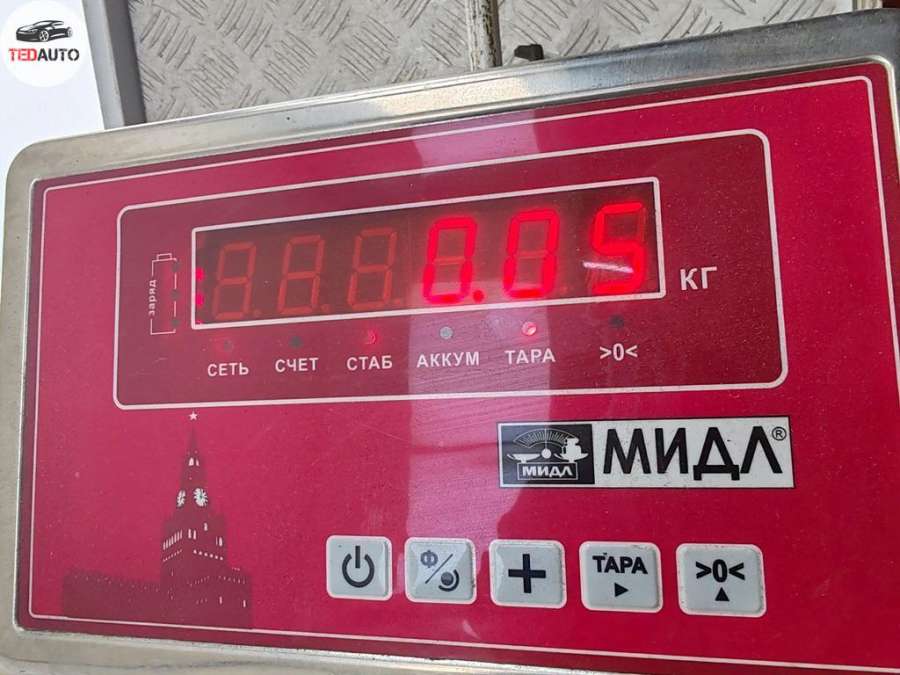 TEDAUTO
0.05
КГ
заряд
СЕТЬ СЧЕТ СТАБ АККУМ ТАРА >0<
МИДЛ МИДЛ®
Ф/ + ТАРА >0<